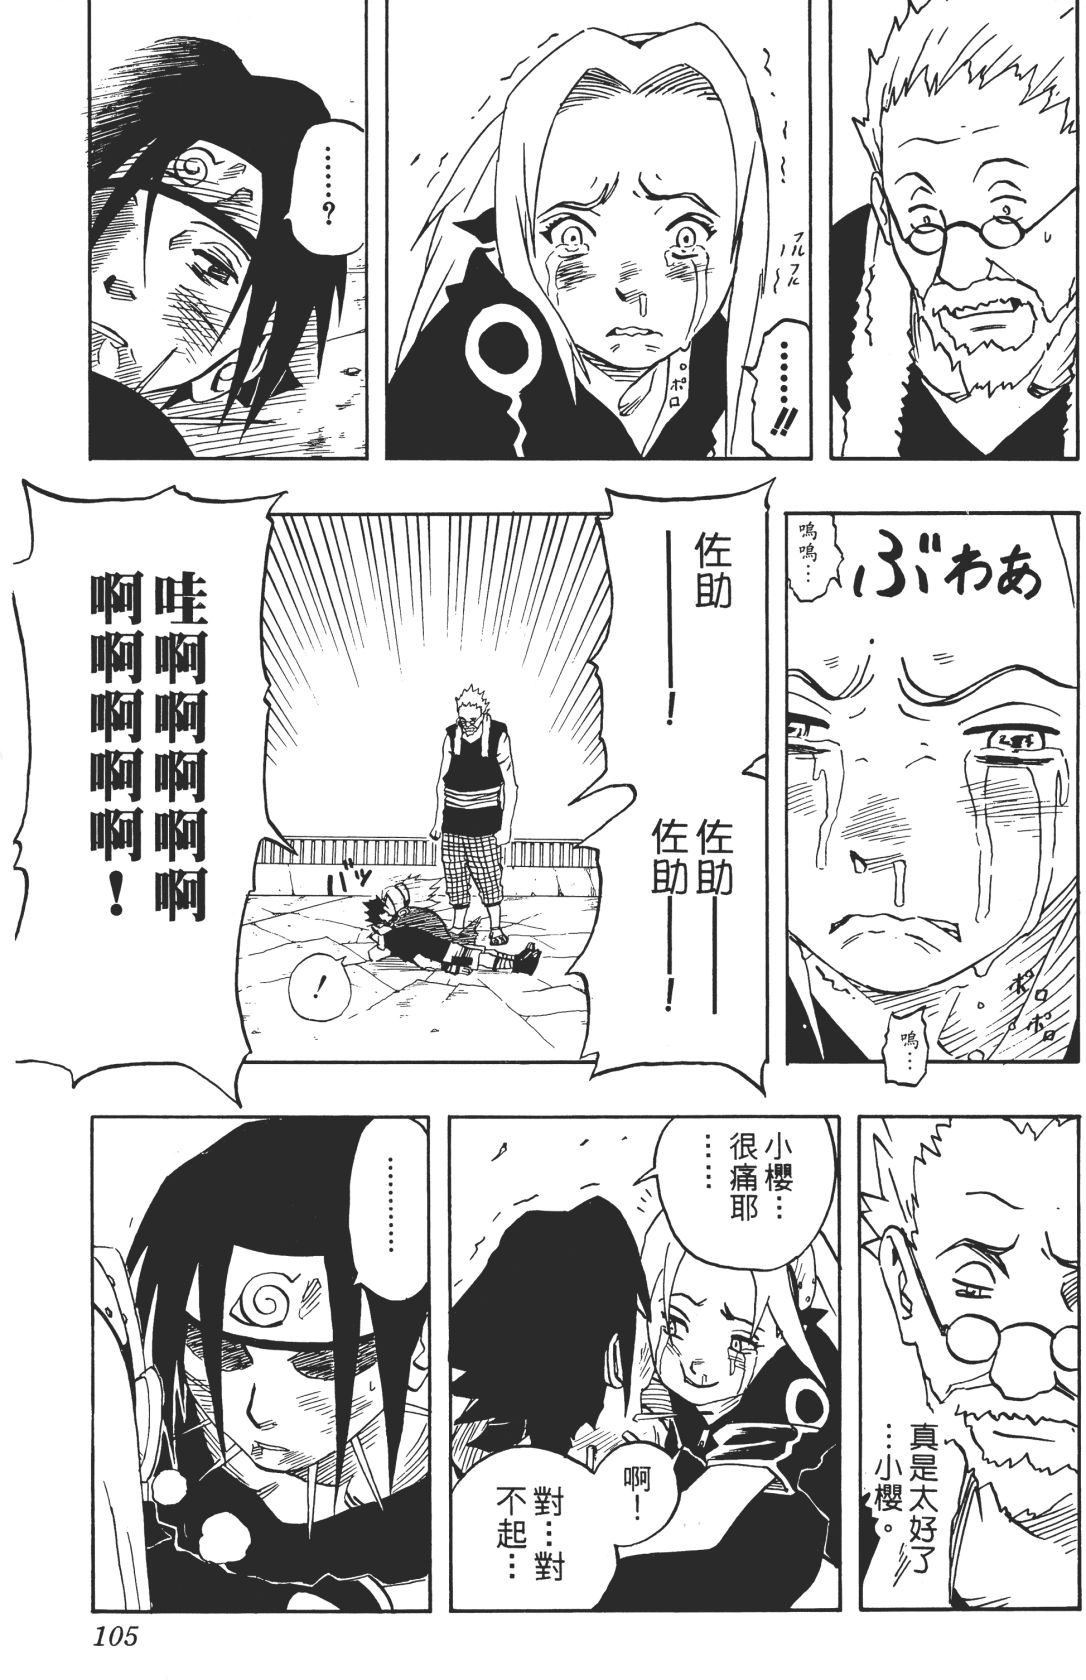 ………!!
フルフル
ポロ
……?
嗚嗚…
ぶわぁ
ポロポロ
嗚…
佐助——!
佐助——
佐助——!
ガバッ
!
哇啊啊啊啊啊
啊啊啊啊啊!
真是太好了
…小櫻。
小櫻…
很痛耶
……
啊!
對…對
不起…
………
105